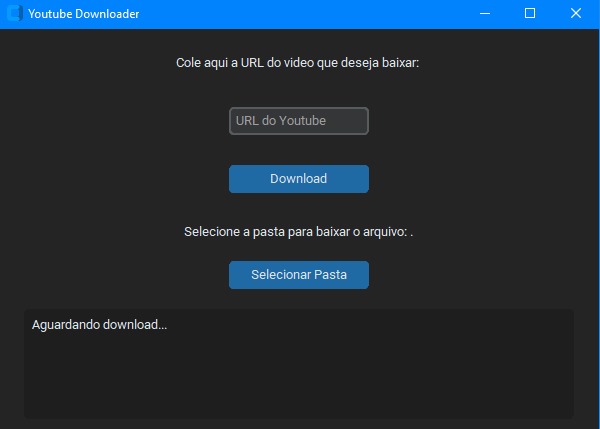 Youtube Downloader
Cole aqui a URL do video que deseja baixar:
URL do Youtube
Download
Selecione a pasta para baixar o arquivo: .
Selecionar Pasta
Aguardando download...